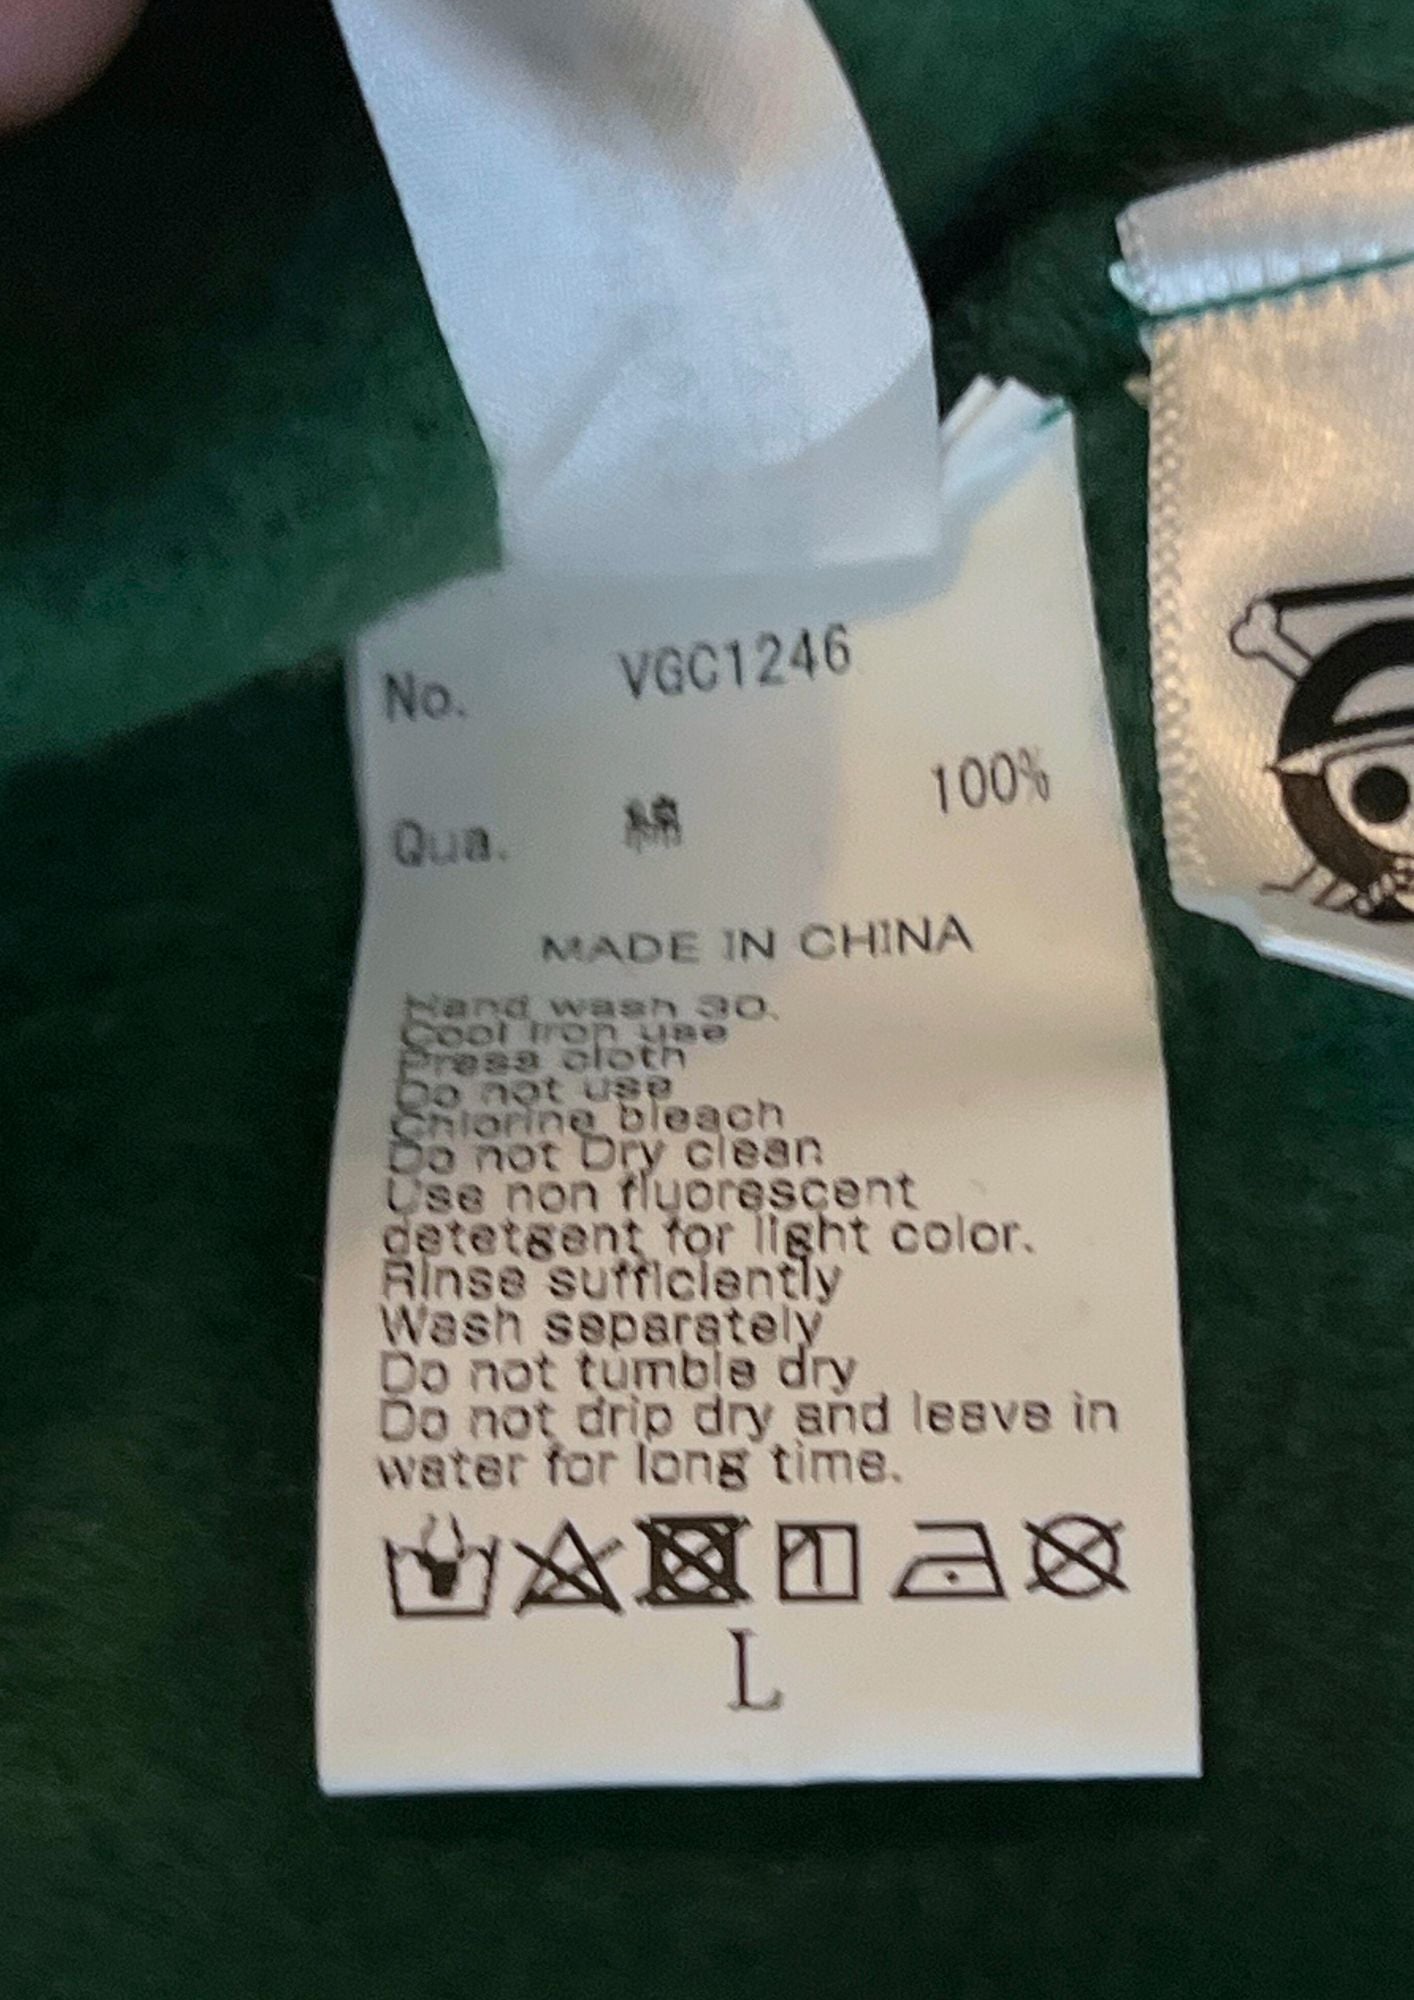 No. VGC1246
Qua. 綿 100%
MADE IN CHINA
Hand wash 30.
Cool iron use
Press cloth
Do not use
Chlorine bleach
Do not Dry clean
Use non fluorescent
detetgent for light color.
Rinse sufficiently
Wash separately
Do not tumble dry
Do not drip dry and leave in
water for long time.
L